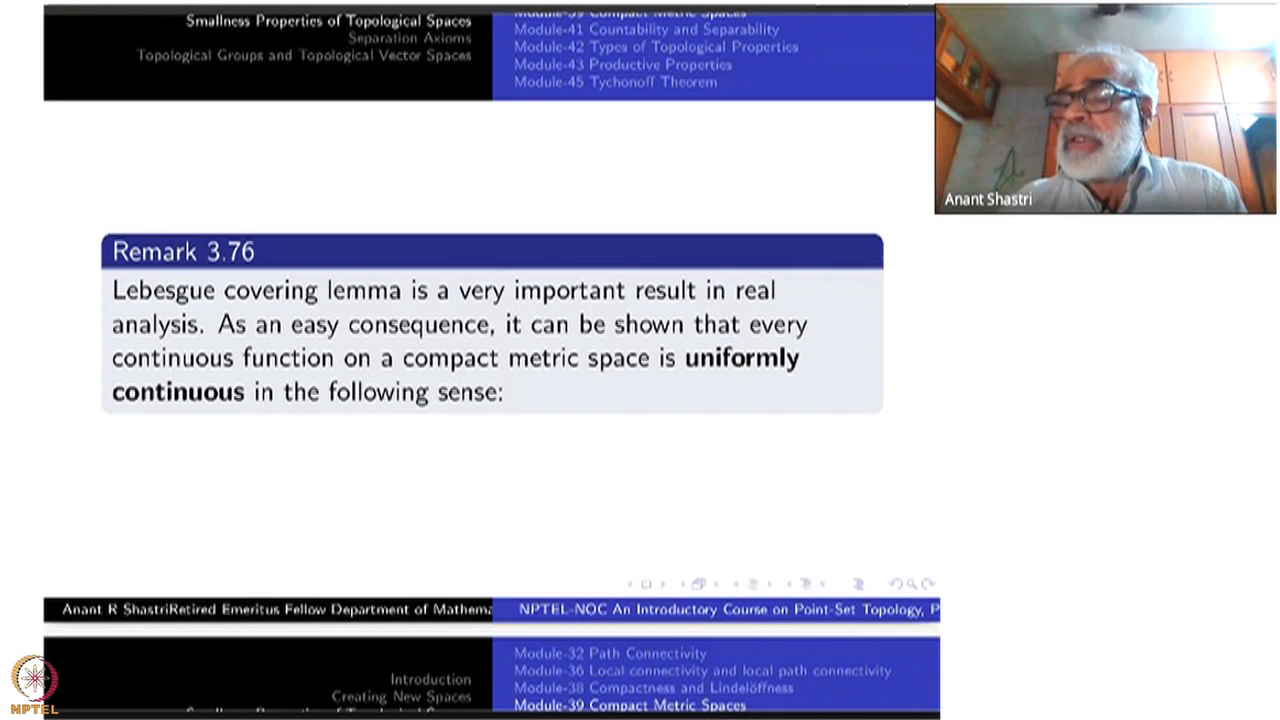 Smallness Properties of Topological Spaces
Separation Axioms
Topological Groups and Topological Vector Spaces
Module-39 Compact Metric Spaces
Module-41 Countability and Separability
Module-42 Types of Topological Properties
Module-43 Productive Properties
Module-45 Tychonoff Theorem
Anant Shastri
Remark 3.76
Lebesgue covering lemma is a very important result in real
analysis. As an easy consequence, it can be shown that every
continuous function on a compact metric space is uniformly
continuous in the following sense:
Anant R ShastriRetired Emeritus Fellow Department of Mathema
NPTEL-NOC An Introductory Course on Point-Set Topology, P
Introduction
Creating New Spaces
Module-32 Path Connectivity
Module-36 Local connectivity and local path connectivity
Module-38 Compactness and Lindelöffness
Module-39 Compact Metric Spaces
NPTEL